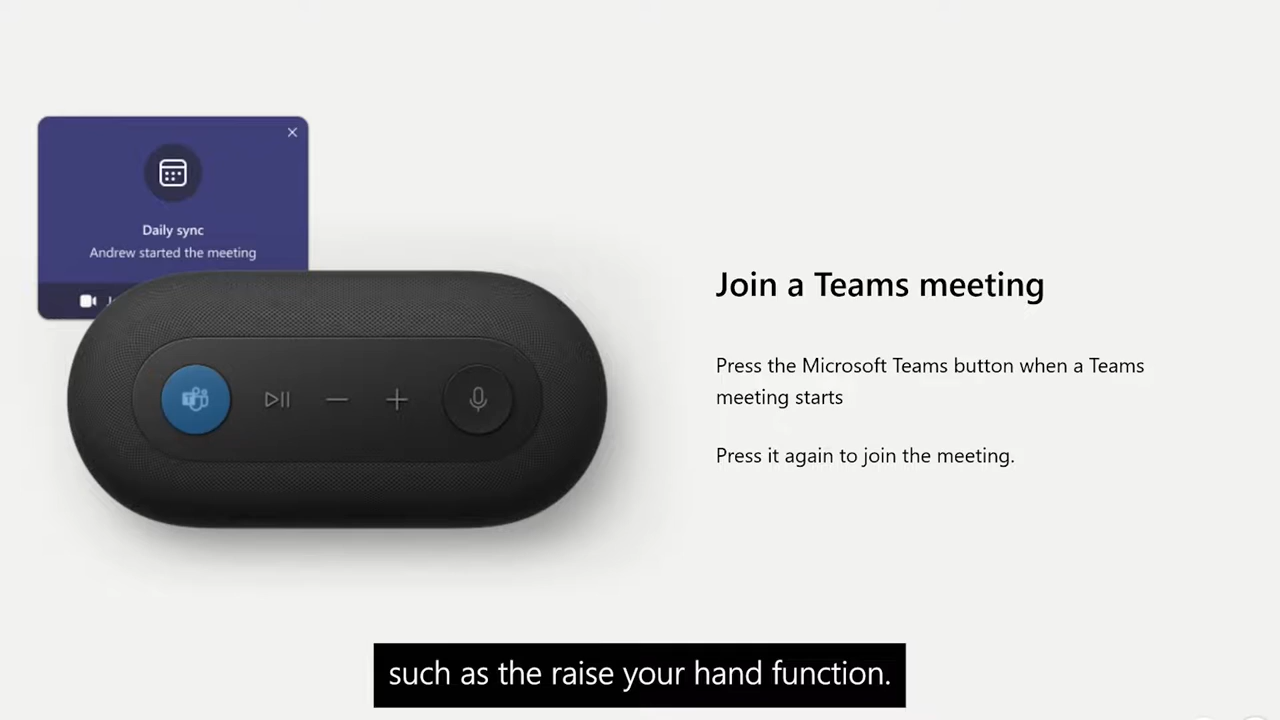 Daily sync
Andrew started the meeting
Join a Teams meeting
Press the Microsoft Teams button when a Teams
meeting starts
Press it again to join the meeting.
such as the raise your hand function.